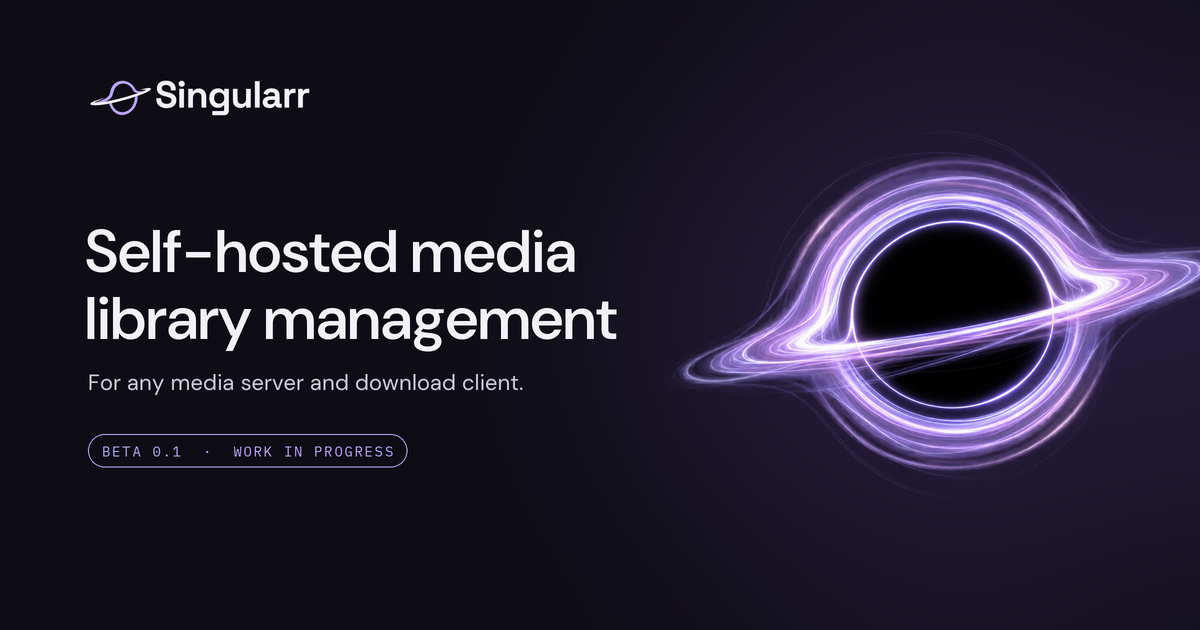 Singularr
Self-hosted media
library management
For any media server and download client.
BETA 0.1 · WORK IN PROGRESS